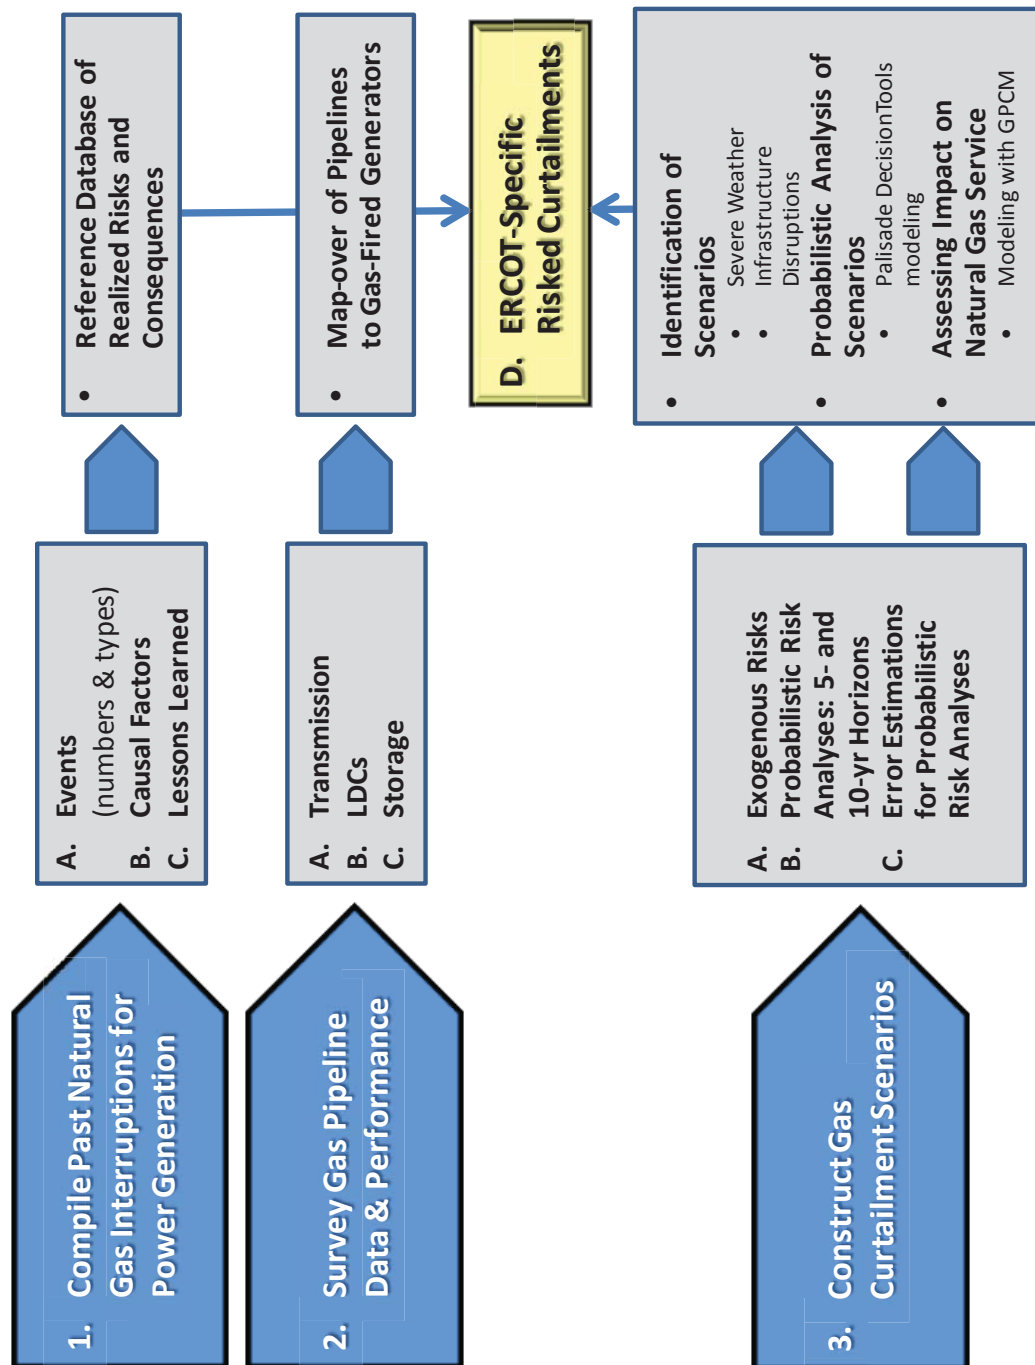 1. Compile Past Natural
Gas Interruptions for
Power Generation
A. Events
(numbers & types)
B. Causal Factors
C. Lessons Learned
• Reference Database of
Realized Risks and
Consequences
2. Survey Gas Pipeline
Data & Performance
A. Transmission
B. LDCs
C. Storage
• Map-over of Pipelines
to Gas-Fired Generators
D. ERCOT-Specific
Risked Curtailments
3. Construct Gas
Curtailment Scenarios
A. Exogenous Risks
B. Probabilistic Risk
Analyses: 5- and
10-yr Horizons
C. Error Estimations
for Probabilistic
Risk Analyses
• Identification of
Scenarios
• Severe Weather
• Infrastructure
Disruptions
• Probabilistic Analysis of
Scenarios
• Palisade DecisionTools
modeling
• Assessing Impact on
Natural Gas Service
• Modeling with GPCM